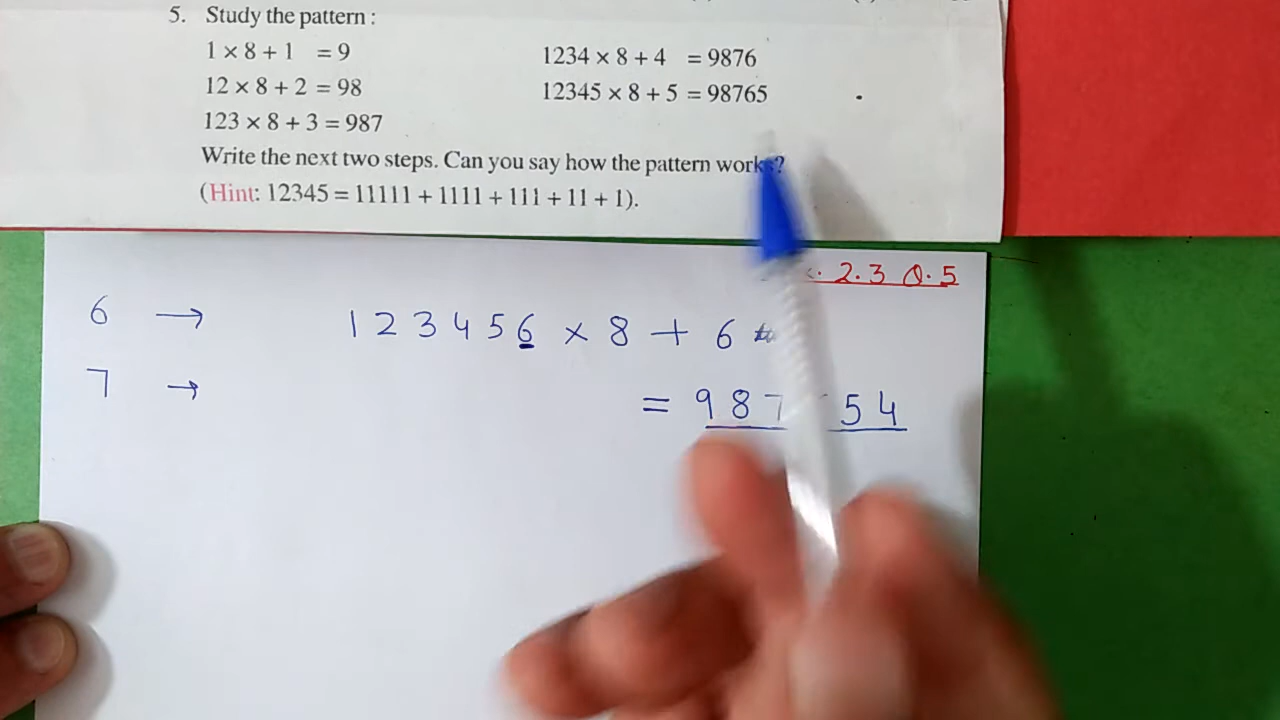 5. Study the pattern :
1 × 8 + 1 = 9 1234 × 8 + 4 = 9876
12 × 8 + 2 = 98 12345 × 8 + 5 = 98765
123 × 8 + 3 = 987
Write the next two steps. Can you say how the pattern works?
(Hint: 12345 = 11111 + 1111 + 111 + 11 + 1).
2.3 Q.5
6 → 123456 × 8 + 6
7 →
= 987 54